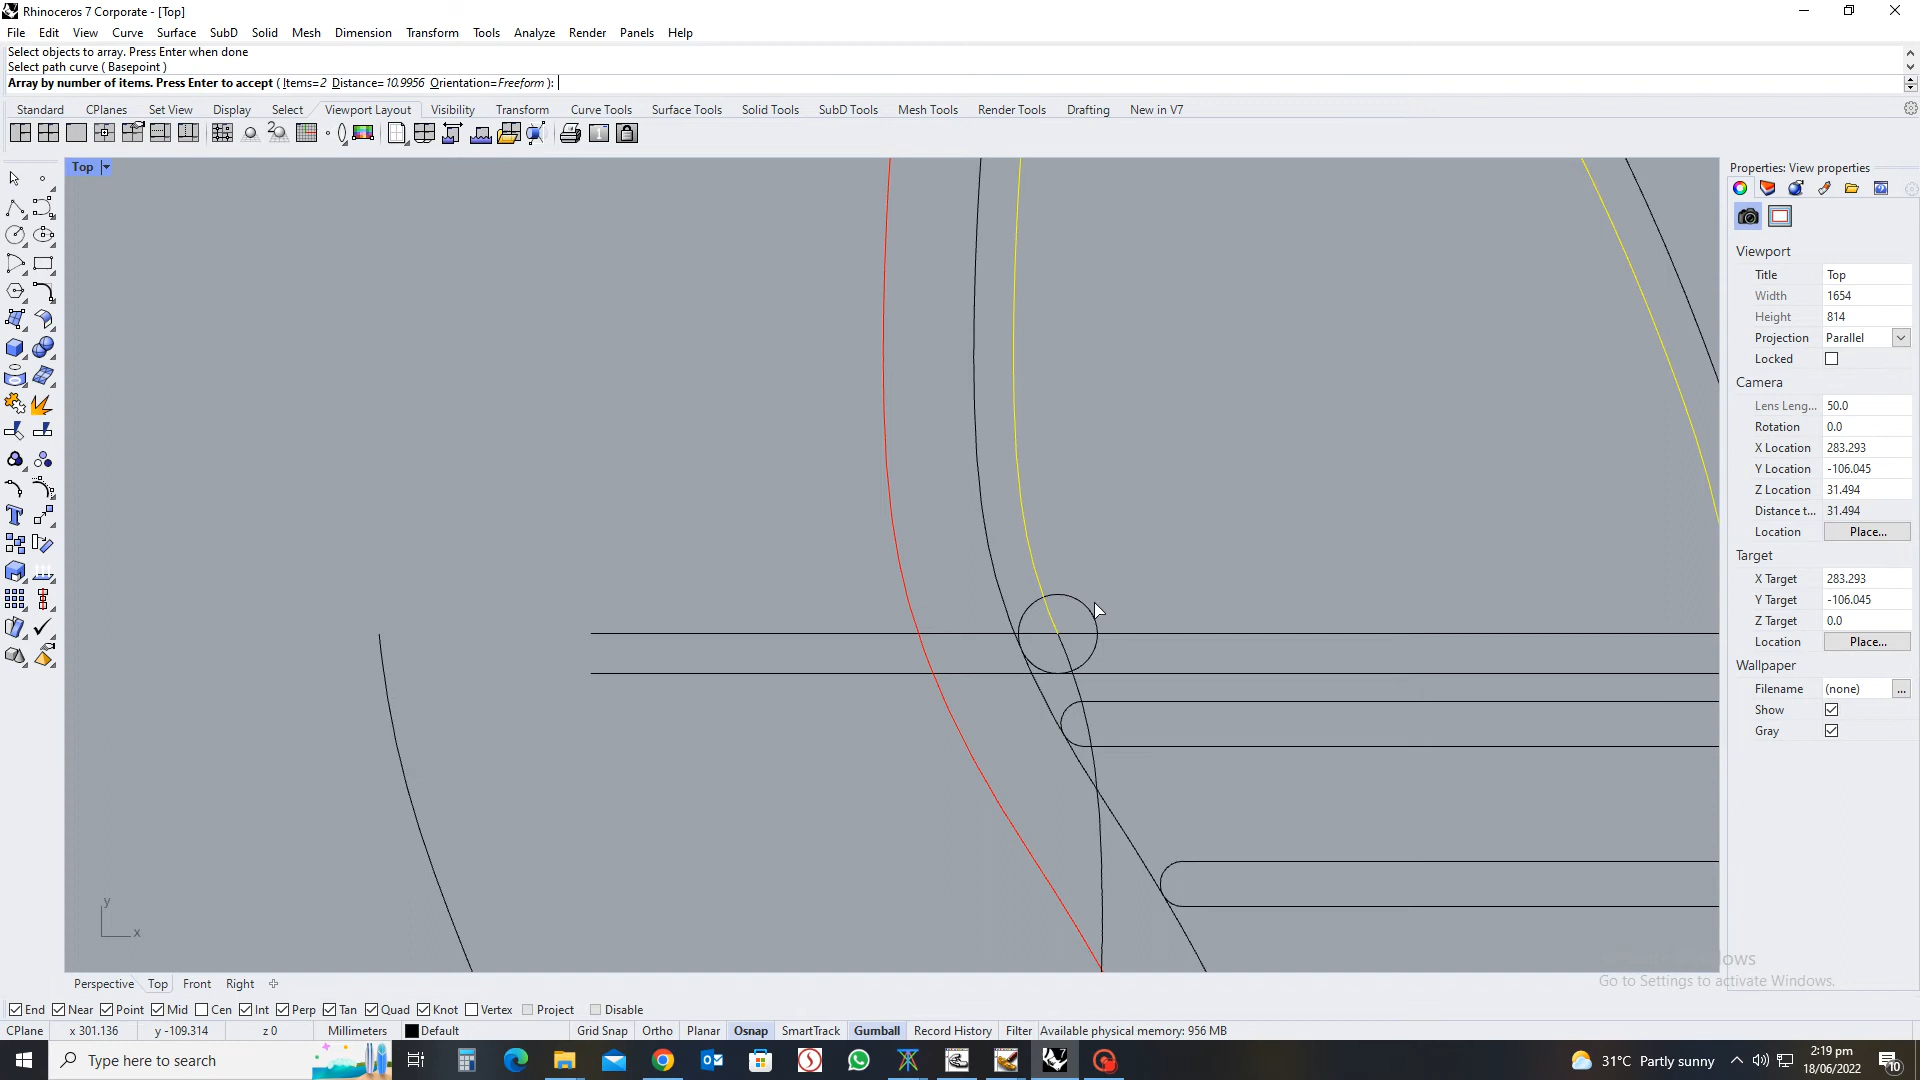 Rhinoceros 7 Corporate - [Top]
File Edit View Curve Surface SubD Solid Mesh Dimension Transform Tools Analyze Render Panels Help
Select objects to array. Press Enter when done
Select path curve ( Basepoint )
Array by number of items. Press Enter to accept ( Items=2 Distance=10.9956 Orientation=Freeform ):
Standard CPlanes Set View Display Select Viewport Layout Visibility Transform Curve Tools Surface Tools Solid Tools SubD Tools Mesh Tools Render Tools Drafting New in V7
Top
Properties: View properties
Viewport
Title Top
Width 1654
Height 814
Projection Parallel
Locked
Camera
Lens Leng... 50.0
Rotation 0.0
X Location 283.293
Y Location -106.045
Z Location 31.494
Distance t... 31.494
Location Place...
Target
X Target 283.293
Y Target -106.045
Z Target 0.0
Location Place...
Wallpaper
Filename (none) ...
Show
Gray
y
x
Go to Settings to activate Windows.
Perspective Top Front Right
End Near Point Mid Cen Int Perp Tan Quad Knot Vertex Project Disable
CPlane x 301.136 y -109.314 z 0 Millimeters Default Grid Snap Ortho Planar Osnap SmartTrack Gumball Record History Filter Available physical memory: 956 MB
Type here to search
31°C Partly sunny
2:19 pm
18/06/2022
10